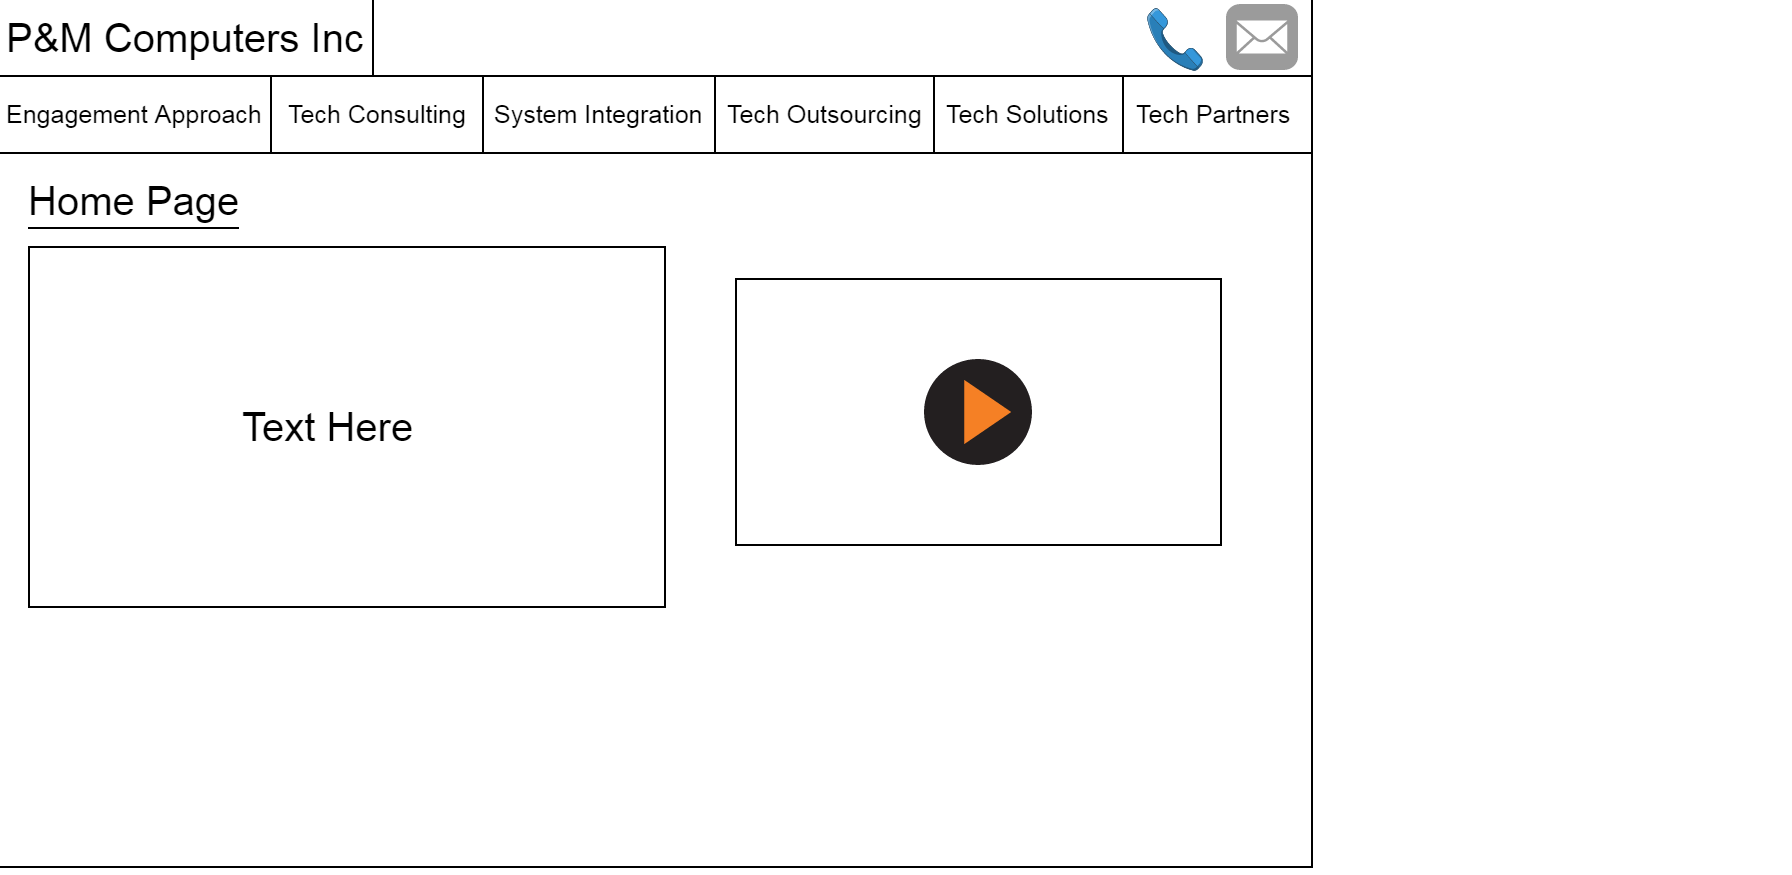 P&M Computers Inc
Engagement Approach Tech Consulting System Integration Tech Outsourcing Tech Solutions Tech Partners
Home Page
Text Here